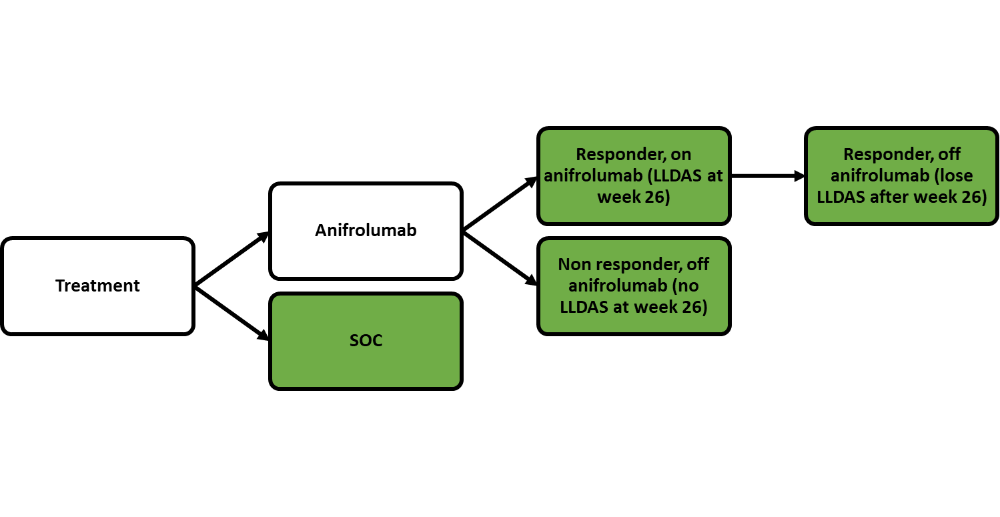 Treatment
Anifrolumab
SOC
Responder, on
anifrolumab (LLDAS at
week 26)
Non responder, off
anifrolumab (no
LLDAS at week 26)
Responder, off
anifrolumab (lose
LLDAS after week 26)